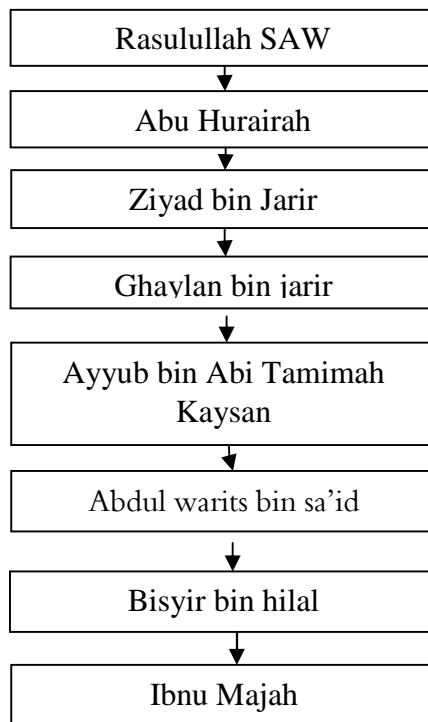 Rasulullah SAW
Abu Hurairah
Ziyad bin Jarir
Ghaylan bin jarir
Ayyub bin Abi Tamimah
Kaysan
Abdul warits bin sa’id
Bisyir bin hilal
Ibnu Majah